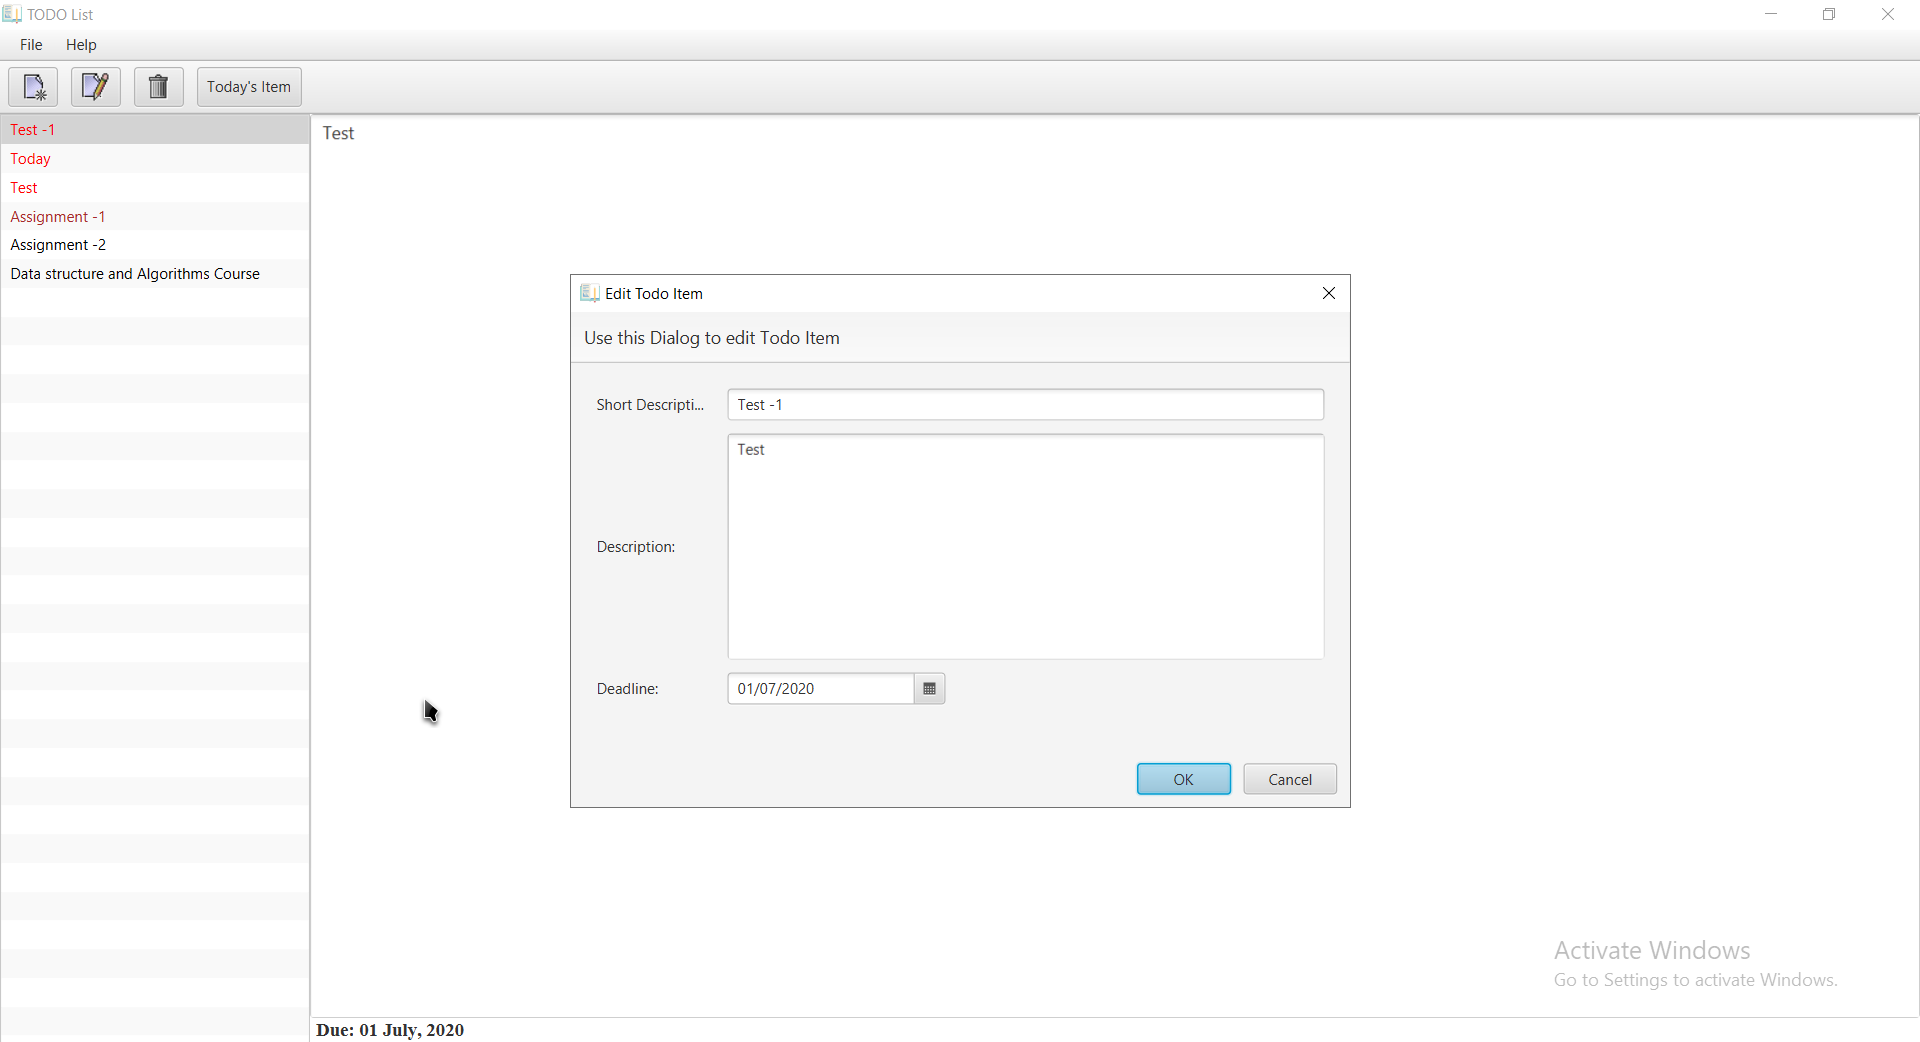 TODO List
File Help
Today's Item
Test -1
Today
Test
Assignment -1
Assignment -2
Data structure and Algorithms Course
Test
Edit Todo Item
Use this Dialog to edit Todo Item
Short Descripti... Test -1
Test
Description:
Deadline: 01/07/2020
OK Cancel
Activate Windows
Go to Settings to activate Windows.
Due: 01 July, 2020